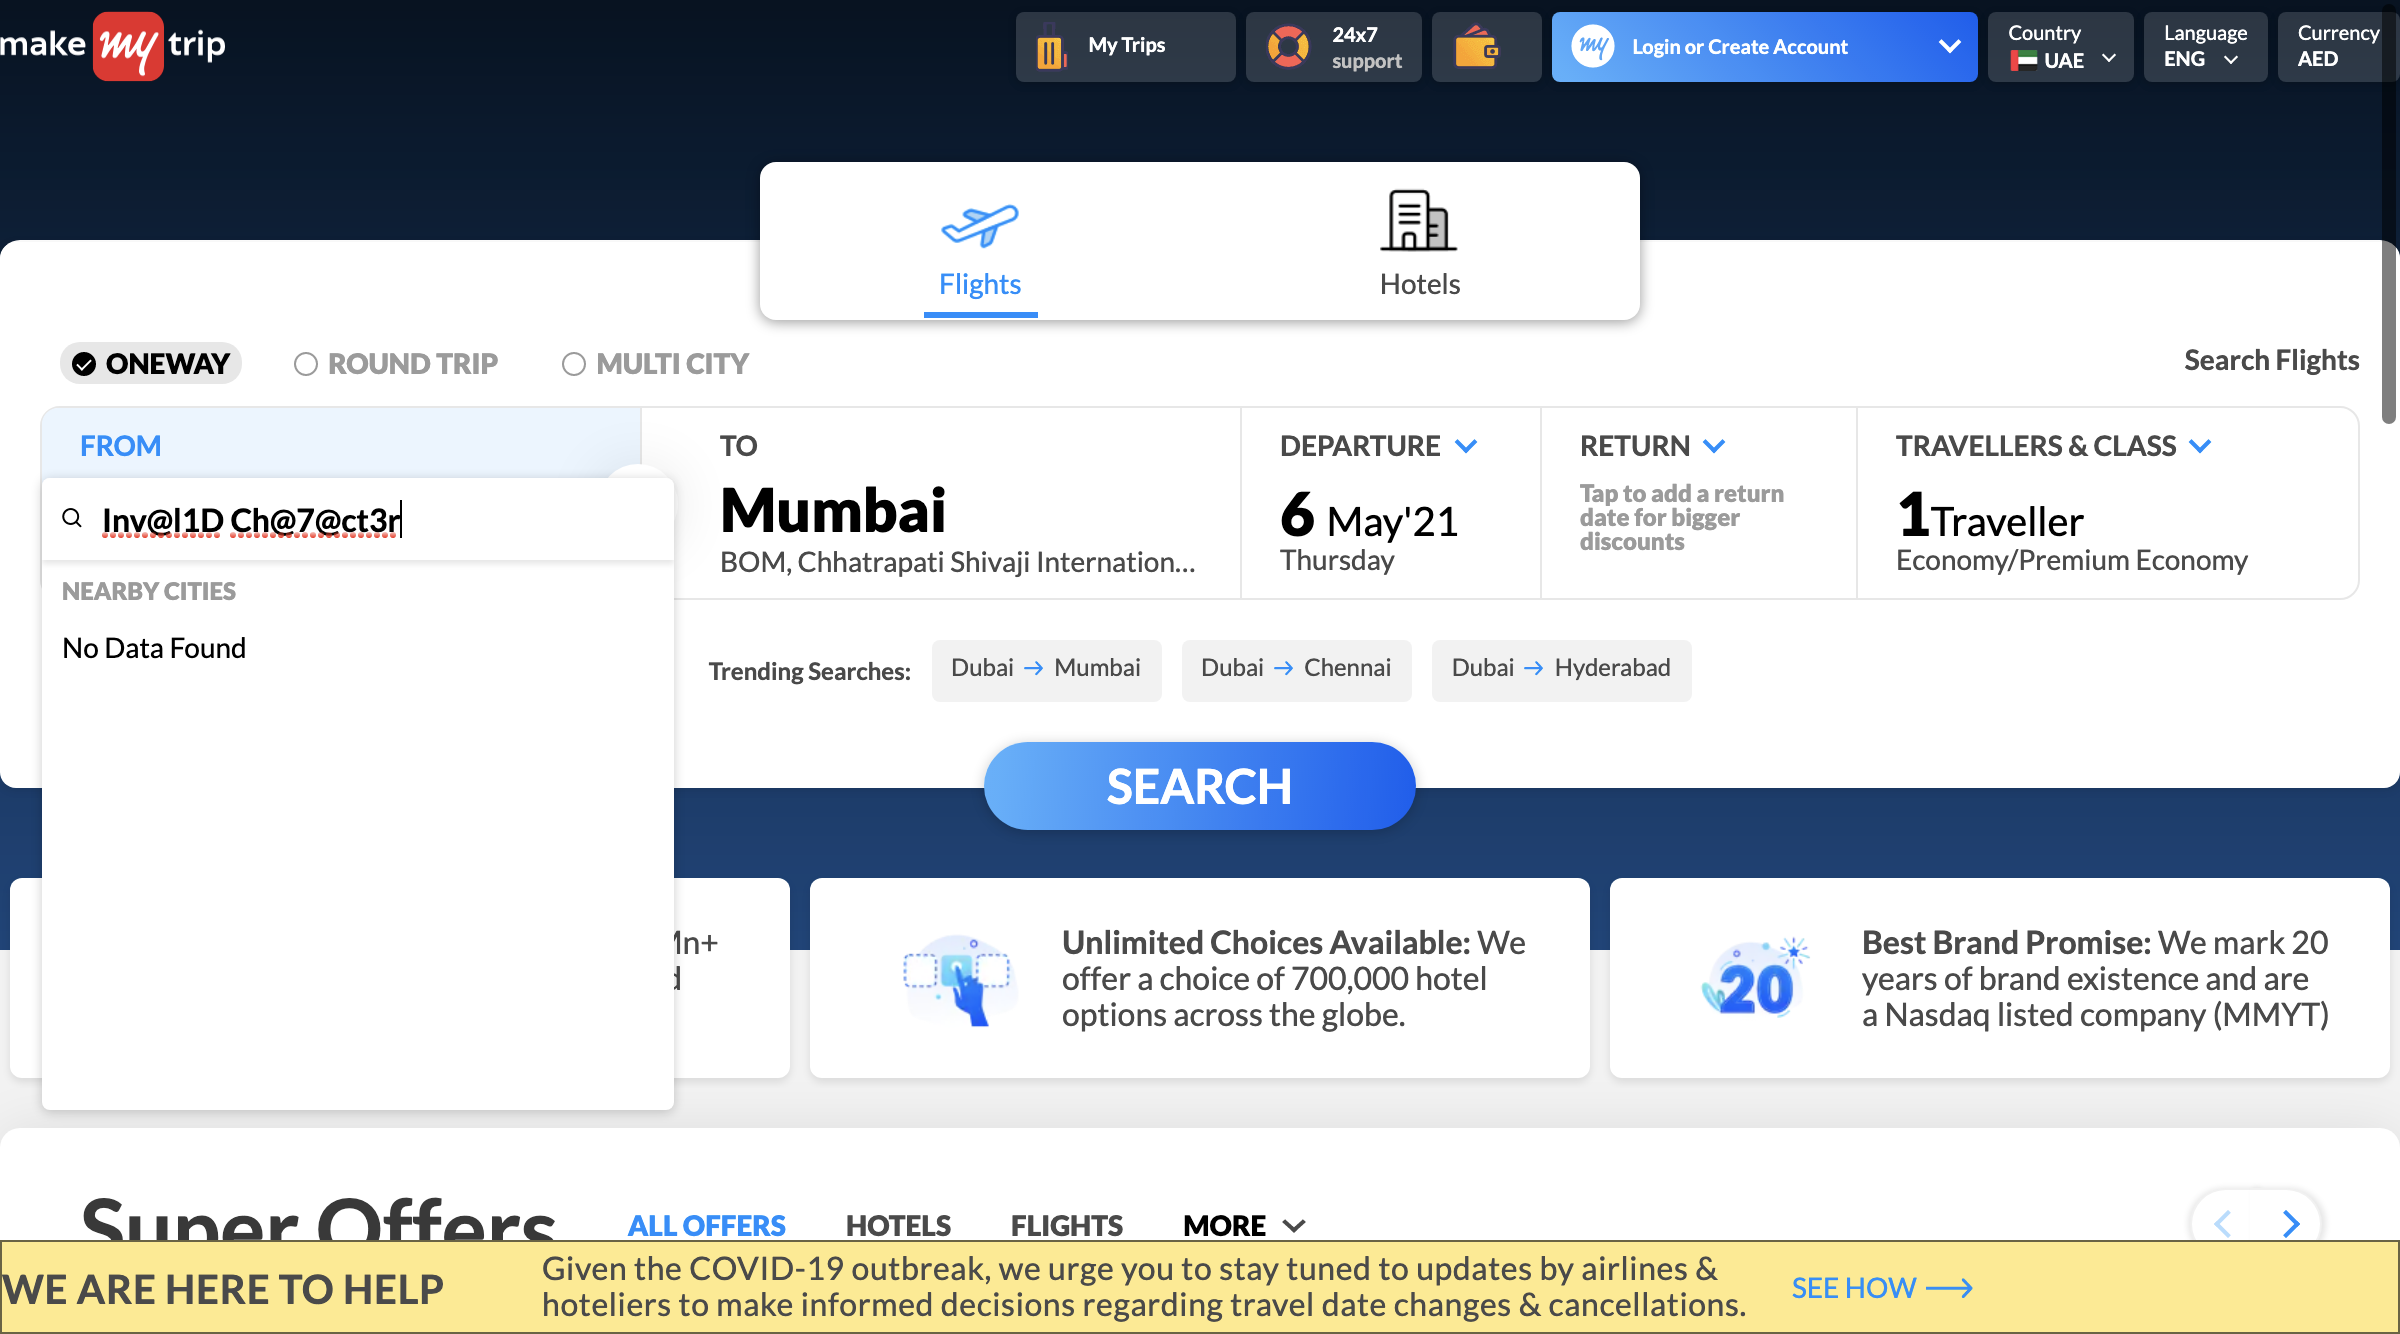 make my trip
My Trips
24x7
support
my Login or Create Account
Country
UAE
Language
ENG
Currency
AED
Flights
Hotels
ONEWAY
ROUND TRIP
MULTI CITY
Search Flights
FROM
Inv@l1D Ch@7@ct3r
NEARBY CITIES
No Data Found
TO
Mumbai
BOM, Chhatrapati Shivaji Internation...
DEPARTURE
6 May'21
Thursday
RETURN
Tap to add a return
date for bigger
discounts
TRAVELLERS & CLASS
1Traveller
Economy/Premium Economy
Trending Searches:
Dubai → Mumbai
Dubai → Chennai
Dubai → Hyderabad
SEARCH
Unlimited Choices Available: We
offer a choice of 700,000 hotel
options across the globe.
20
Best Brand Promise: We mark 20
years of brand existence and are
a Nasdaq listed company (MMYT)
Super Offers
ALL OFFERS
HOTELS
FLIGHTS
MORE
WE ARE HERE TO HELP
Given the COVID-19 outbreak, we urge you to stay tuned to updates by airlines &
hoteliers to make informed decisions regarding travel date changes & cancellations.
SEE HOW